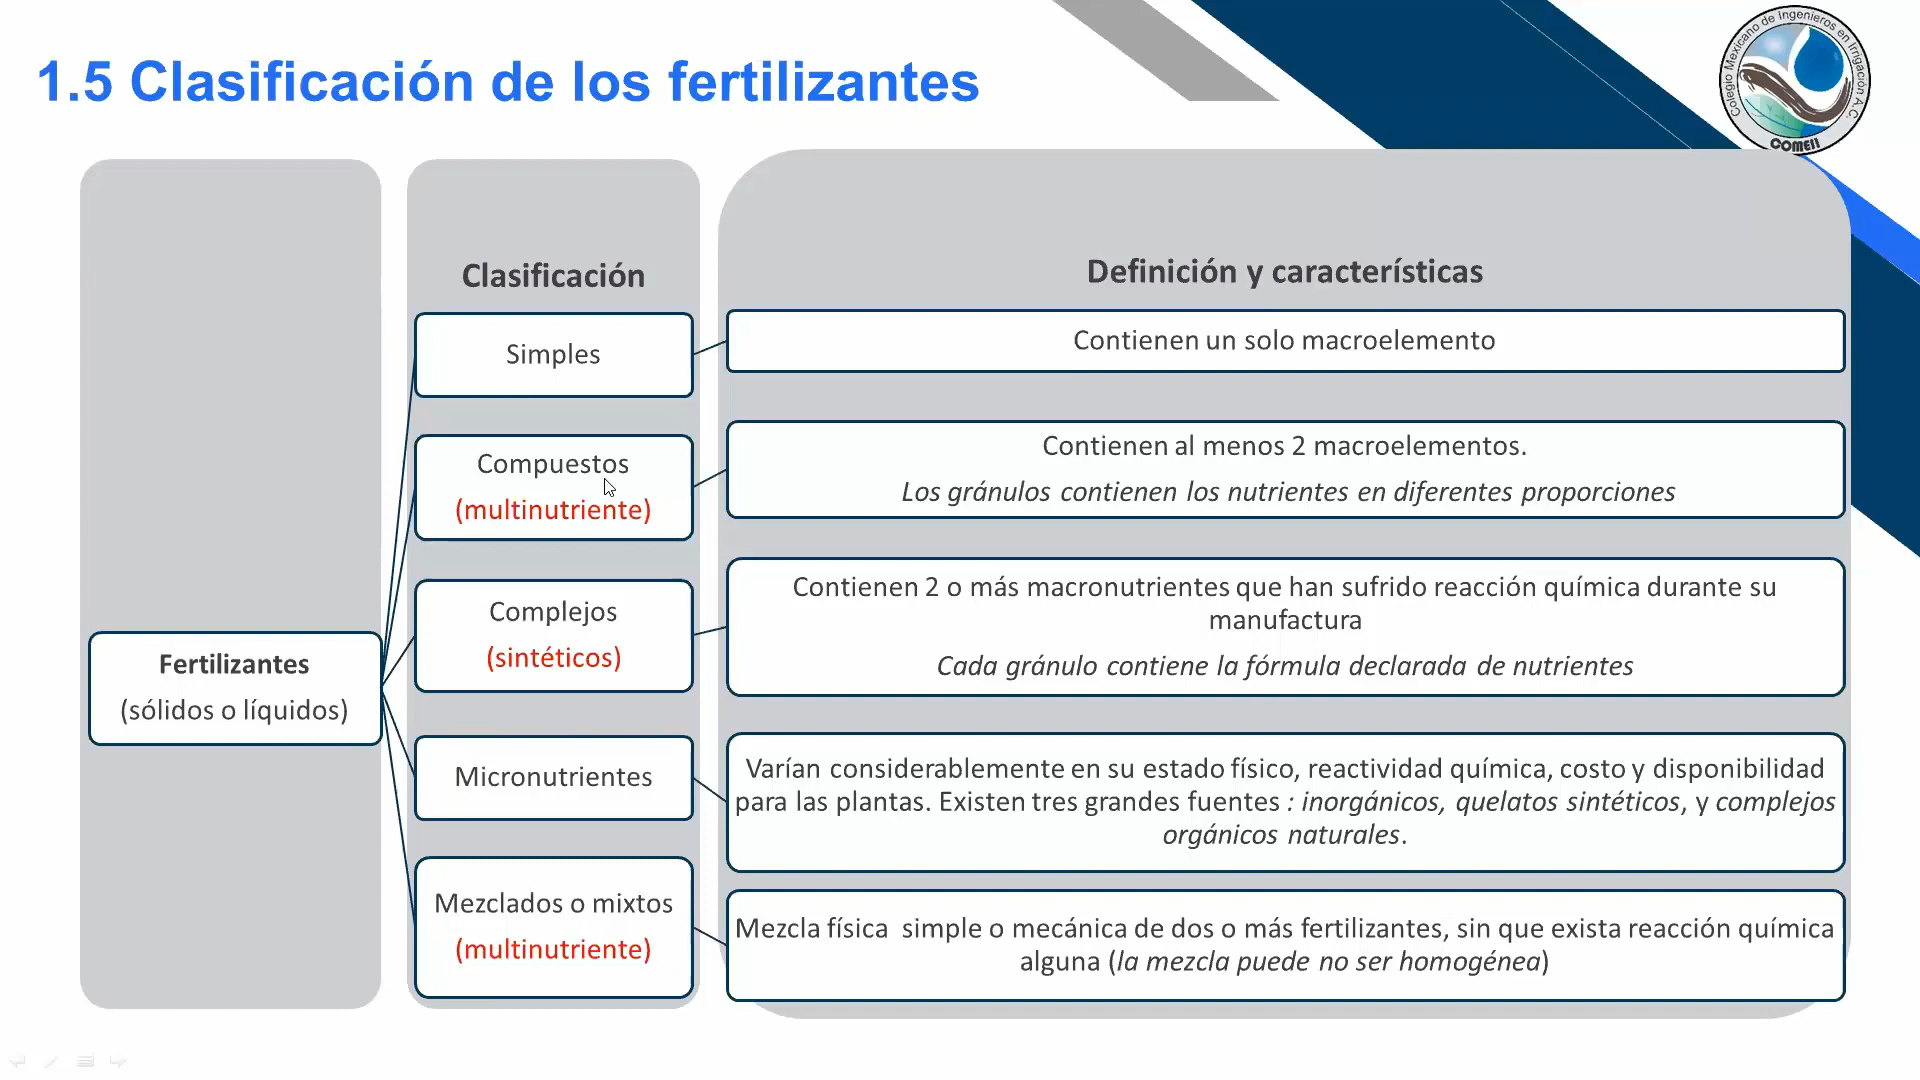 1.5 Clasificación de los fertilizantes
Colegio Mexicano de Ingenieros en Irrigación A.C.
COMEII
Clasificación
Definición y características
Simples
Contienen un solo macroelemento
Compuestos
(multinutriente)
Contienen al menos 2 macroelementos.
Los gránulos contienen los nutrientes en diferentes proporciones
Complejos
(sintéticos)
Contienen 2 o más macronutrientes que han sufrido reacción química durante su
manufactura
Cada gránulo contiene la fórmula declarada de nutrientes
Fertilizantes
(sólidos o líquidos)
Micronutrientes
Varían considerablemente en su estado físico, reactividad química, costo y disponibilidad
para las plantas. Existen tres grandes fuentes : inorgánicos, quelatos sintéticos, y complejos
orgánicos naturales.
Mezclados o mixtos
(multinutriente)
Mezcla física simple o mecánica de dos o más fertilizantes, sin que exista reacción química
alguna (la mezcla puede no ser homogénea)